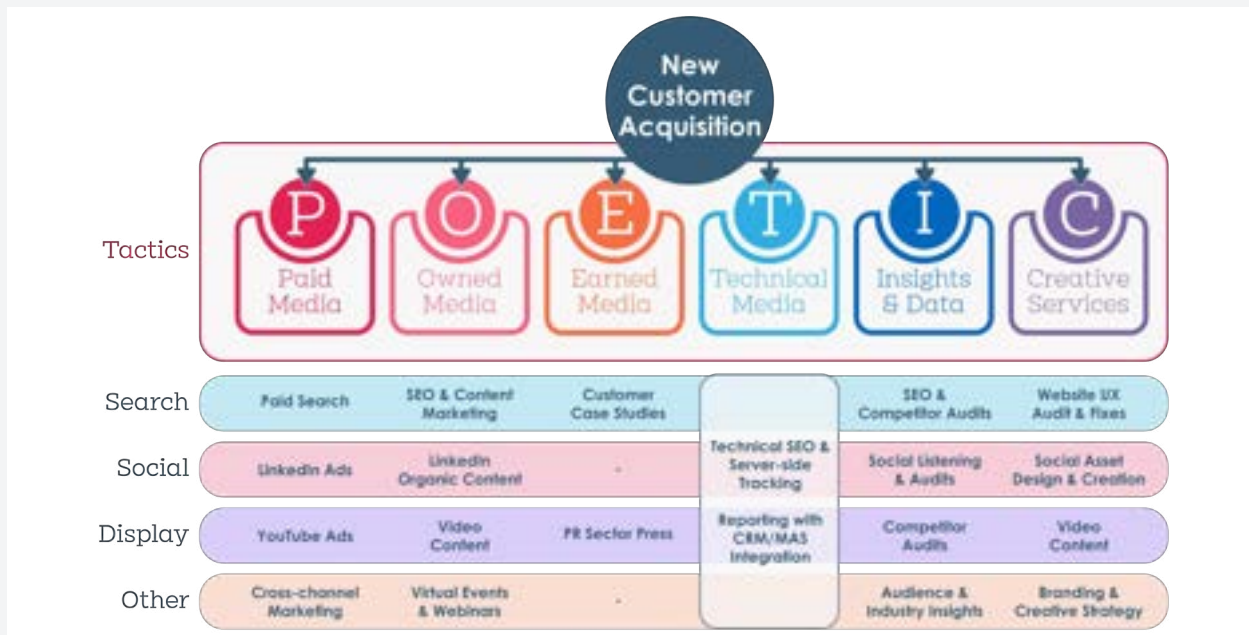 New
Customer
Acquisition
Tactics
P
O
E
T
I
C
Paid
Media
Owned
Media
Earned
Media
Technical
Media
Insights
& Data
Creative
Services
Search
Paid Search
SEO & Content
Marketing
Customer
Case Studies
SEO &
Competitor Audits
Website UX
Audit & Fixes
Technical SEO &
Server-side
Tracking
Reporting with
CRM/MAS
Integration
Social
LinkedIn Ads
LinkedIn
Organic Content
-
Social Listening
& Audits
Social Asset
Design & Creation
Display
YouTube Ads
Video
Content
PR Sector Press
Competitor
Audits
Video
Content
Other
Cross-channel
Marketing
Virtual Events
& Webinars
-
Audience &
Industry Insights
Branding &
Creative Strategy